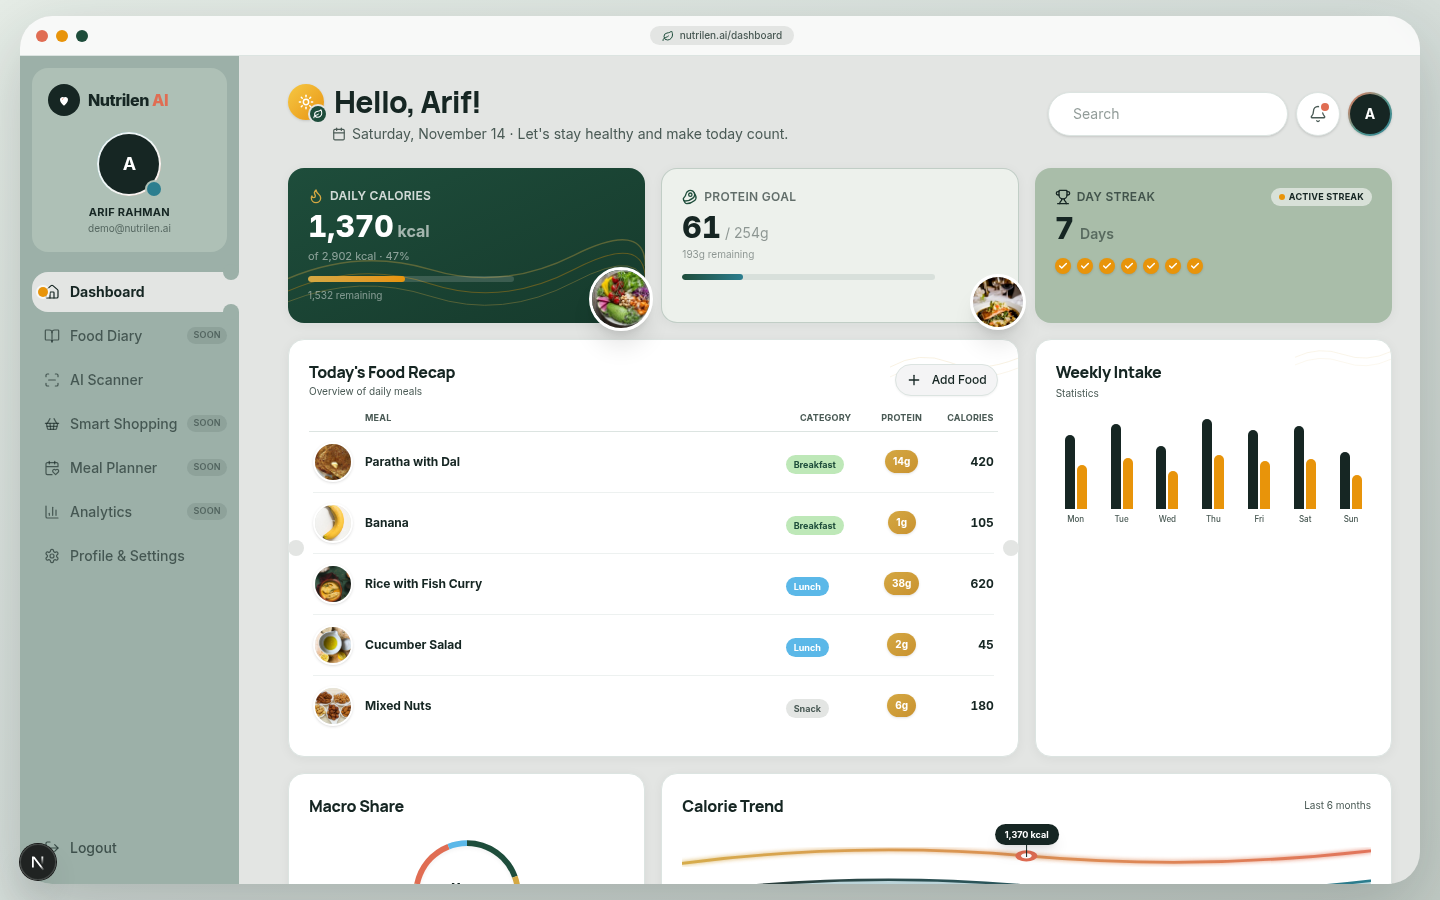 nutrilen.ai/dashboard
Nutrilen AI
A
ARIF RAHMAN
demo@nutrilen.ai
Dashboard
Food Diary SOON
AI Scanner
Smart Shopping SOON
Meal Planner SOON
Analytics SOON
Profile & Settings
Logout
N
Hello, Arif!
Saturday, November 14 · Let's stay healthy and make today count.
Search
A
DAILY CALORIES
1,370 kcal
of 2,902 kcal · 47%
1,532 remaining
PROTEIN GOAL
61 / 254g
193g remaining
DAY STREAK
ACTIVE STREAK
7 Days
Today's Food Recap
Overview of daily meals
Add Food
MEAL CATEGORY PROTEIN CALORIES
Paratha with Dal Breakfast 14g 420
Banana Breakfast 1g 105
Rice with Fish Curry Lunch 38g 620
Cucumber Salad Lunch 2g 45
Mixed Nuts Snack 6g 180
Weekly Intake
Statistics
Mon Tue Wed Thu Fri Sat Sun
Macro Share
Calorie Trend
Last 6 months
1,370 kcal